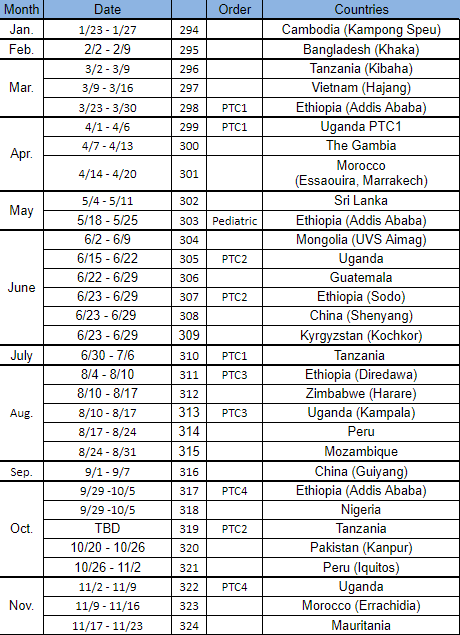 Month Date Order Countries
Jan. 1/23 - 1/27 294 Cambodia (Kampong Speu)
Feb. 2/2 - 2/9 295 Bangladesh (Khaka)
Mar. 3/2 - 3/9 296 Tanzania (Kibaha)
3/9 - 3/16 297 Vietnam (Hajang)
3/23 - 3/30 298 PTC1 Ethiopia (Addis Ababa)
Apr. 4/1 - 4/6 299 PTC1 Uganda PTC1
4/7 - 4/13 300 The Gambia
4/14 - 4/20 301 Morocco
(Essaouira, Marrakech)
May 5/4 - 5/11 302 Sri Lanka
5/18 - 5/25 303 Pediatric Ethiopia (Addis Ababa)
June 6/2 - 6/9 304 Mongolia (UVS Aimag)
6/15 - 6/22 305 PTC2 Uganda
6/22 - 6/29 306 Guatemala
6/23 - 6/29 307 PTC2 Ethiopia (Sodo)
6/23 - 6/29 308 China (Shenyang)
6/23 - 6/29 309 Kyrgyzstan (Kochkor)
July 6/30 - 7/6 310 PTC1 Tanzania
Aug. 8/4 - 8/10 311 PTC3 Ethiopia (Diredawa)
8/10 - 8/17 312 Zimbabwe (Harare)
8/10 - 8/17 313 PTC3 Uganda (Kampala)
8/17 - 8/24 314 Peru
8/24 - 8/31 315 Mozambique
Sep. 9/1 - 9/7 316 China (Guiyang)
Oct. 9/29 -10/5 317 PTC4 Ethiopia (Addis Ababa)
9/29 -10/5 318 Nigeria
TBD 319 PTC2 Tanzania
10/20 - 10/26 320 Pakistan (Kanpur)
10/26 - 11/2 321 Peru (Iquitos)
Nov. 11/2 - 11/9 322 PTC4 Uganda
11/9 - 11/16 323 Morocco (Errachidia)
11/17 - 11/23 324 Mauritania